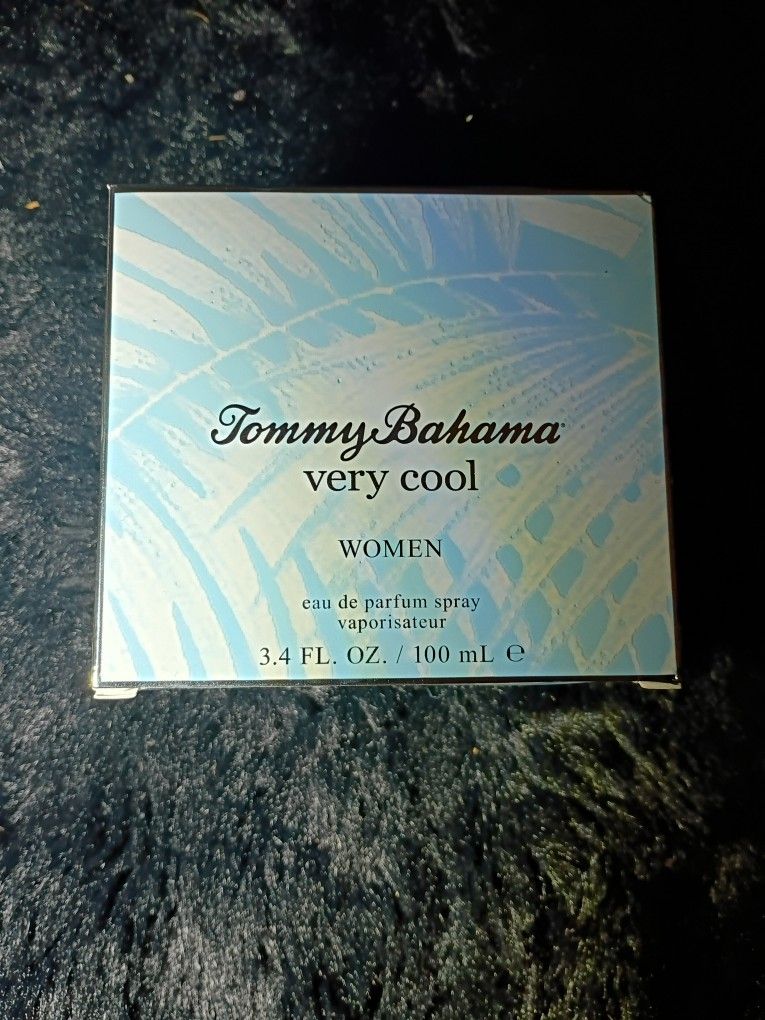 Tommy Bahama
very cool
WOMEN
eau de parfum spray
vaporisateur
3.4 FL. OZ. / 100 mL ℮